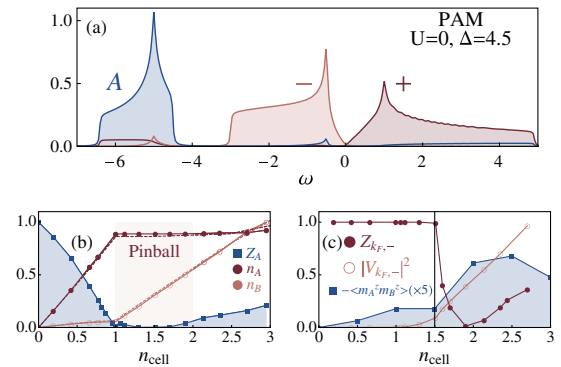 (a)
PAM
U=0, Δ=4.5
A
−
+
1.0
0.5
0.0
−6 −4 −2 0 2 4
ω
(b)
Pinball
Z_A
n_A
n_B
1.0
0.5
0.0
0 0.5 1 1.5 2 2.5 3
n_cell
(c)
Z_{k_F,−}
|V_{k_F,−}|²
−<m_A^z m_B^z>(×5)
1.0
0.5
0.0
0 0.5 1 1.5 2 2.5 3
n_cell